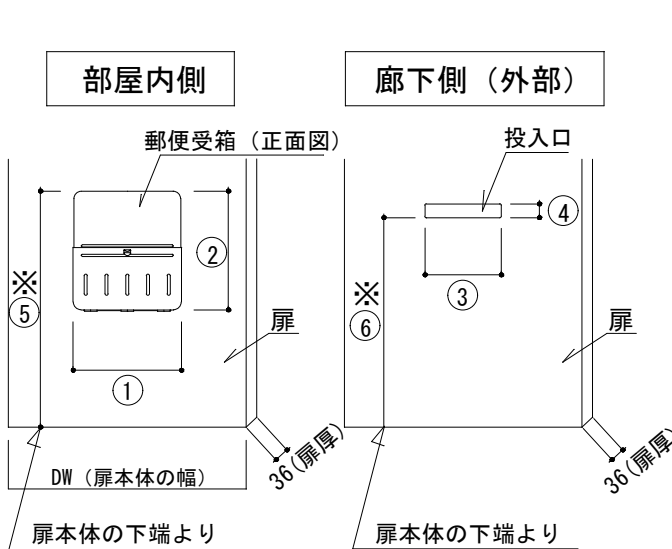 部屋内側
廊下側（外部）
郵便受箱（正面図）
投入口
②
④
※
⑤
③
※
⑥
扉
扉
①
DW（扉本体の幅）
36(扉厚)
36(扉厚)
扉本体の下端より
扉本体の下端より